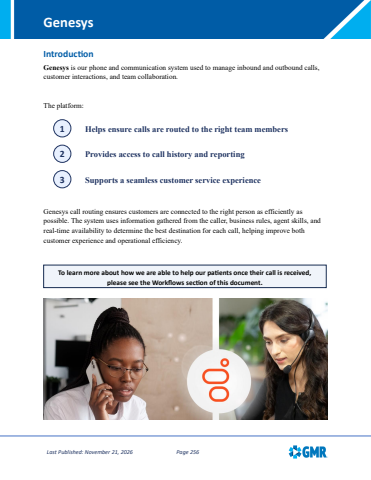 Genesys
Introduction
Genesys is our phone and communication system used to manage inbound and outbound calls,
customer interactions, and team collaboration.
The platform:
1 Helps ensure calls are routed to the right team members
2 Provides access to call history and reporting
3 Supports a seamless customer service experience
Genesys call routing ensures customers are connected to the right person as efficiently as
possible. The system uses information gathered from the caller, business rules, agent skills, and
real-time availability to determine the best destination for each call, helping improve both
customer experience and operational efficiency.
To learn more about how we are able to help our patients once their call is received,
please see the Workflows section of this document.
Last Published: November 21, 2026 Page 256
GMR